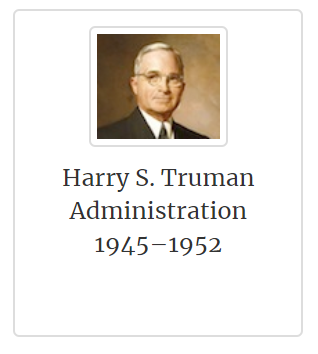 Harry S. Truman
Administration
1945–1952